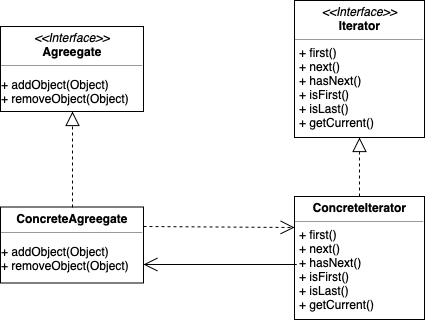 <<Interface>>
Agreegate
+ addObject(Object)
+ removeObject(Object)
<<Interface>>
Iterator
+ first()
+ next()
+ hasNext()
+ isFirst()
+ isLast()
+ getCurrent()
ConcreteAgreegate
+ addObject(Object)
+ removeObject(Object)
ConcreteIterator
+ first()
+ next()
+ hasNext()
+ isFirst()
+ isLast()
+ getCurrent()